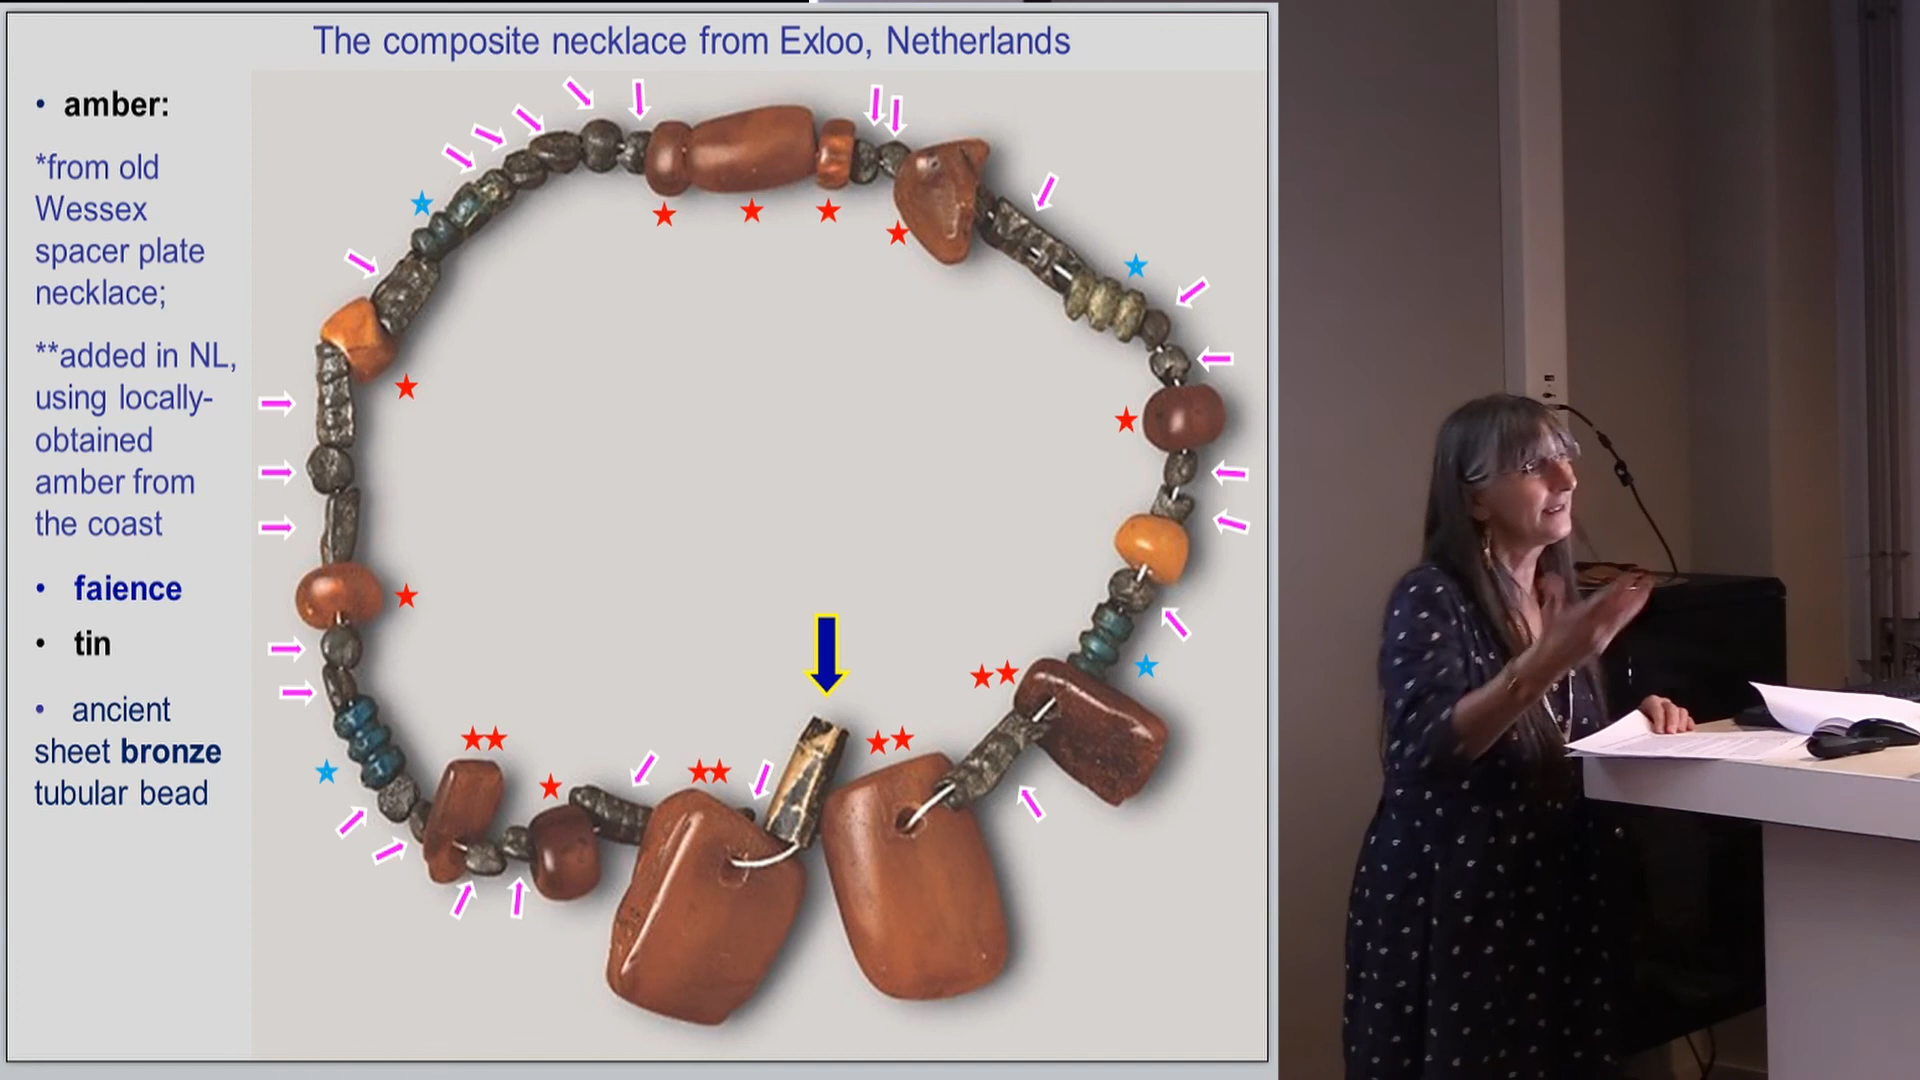 The composite necklace from Exloo, Netherlands
• amber:
*from old
Wessex
spacer plate
necklace;
**added in NL,
using locally-
obtained
amber from
the coast
• faience
• tin
• ancient
sheet bronze
tubular bead